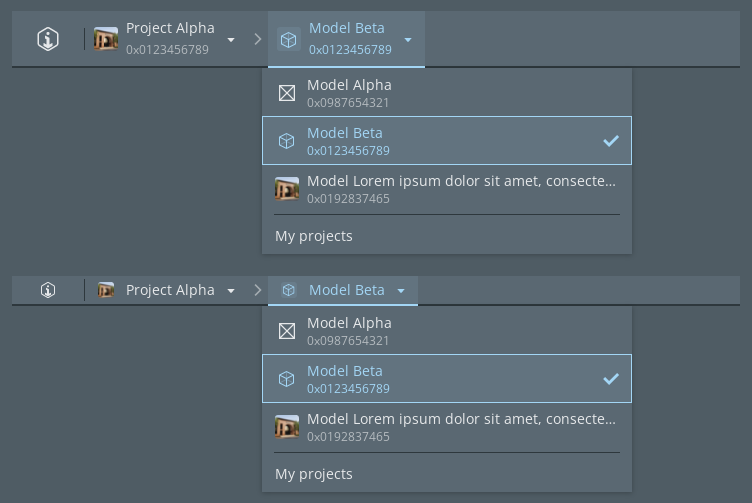 Project Alpha
0x0123456789
Model Beta
0x0123456789
Model Alpha
0x0987654321
Model Beta
0x0123456789
Model Lorem ipsum dolor sit amet, consecte...
0x0192837465
My projects
Project Alpha
Model Beta
Model Alpha
0x0987654321
Model Beta
0x0123456789
Model Lorem ipsum dolor sit amet, consecte...
0x0192837465
My projects